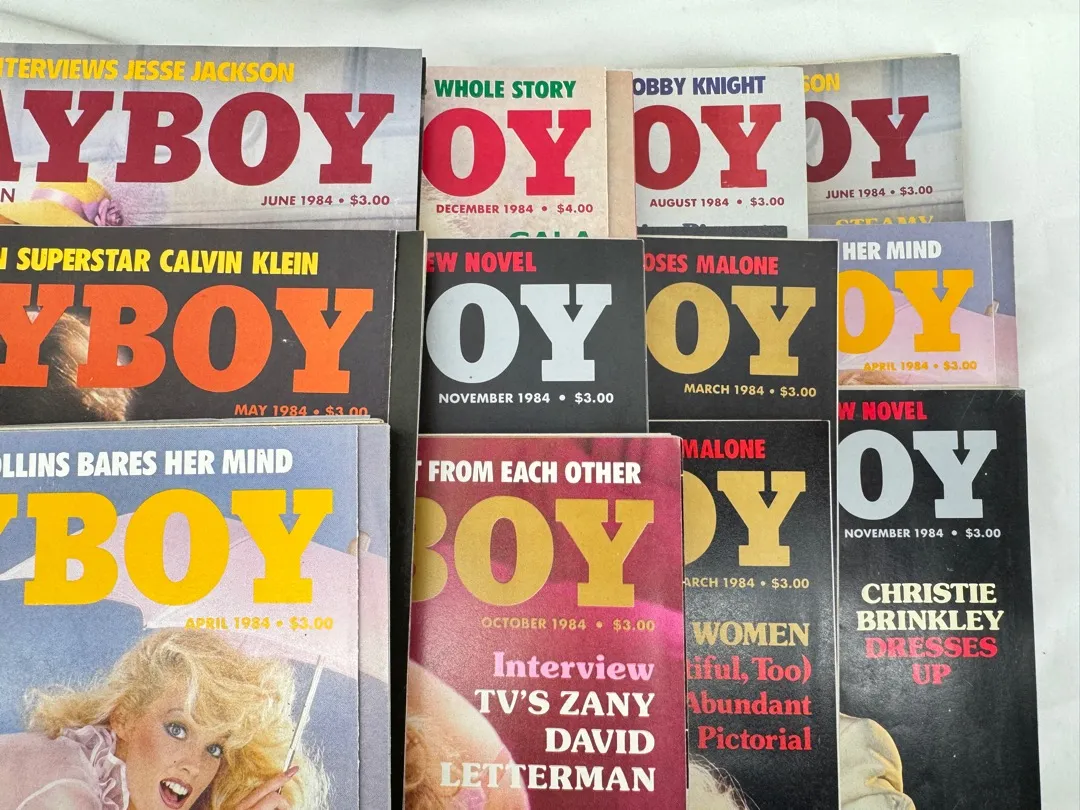 INTERVIEWS JESSE JACKSON
AYBOY
N
JUNE 1984 • $3.00
WHOLE STORY
OY
DECEMBER 1984 • $4.00
GALA
OBBY KNIGHT
OY
AUGUST 1984 • $3.00
SON
OY
JUNE 1984 • $3.00
STEAMY
N SUPERSTAR CALVIN KLEIN
YBOY
MAY 1984 • $3.00
EW NOVEL
OY
NOVEMBER 1984 • $3.00
OSES MALONE
OY
MARCH 1984 • $3.00
HER MIND
OY
APRIL 1984 • $3.00
OLLINS BARES HER MIND
YBOY
APRIL 1984 • $3.00
T FROM EACH OTHER
BOY
OCTOBER 1984 • $3.00
Interview
TV'S ZANY
DAVID
LETTERMAN
MALONE
OY
ARCH 1984 • $3.00
WOMEN
tiful, Too)
Abundant
Pictorial
W NOVEL
OY
NOVEMBER 1984 • $3.00
CHRISTIE
BRINKLEY
DRESSES
UP